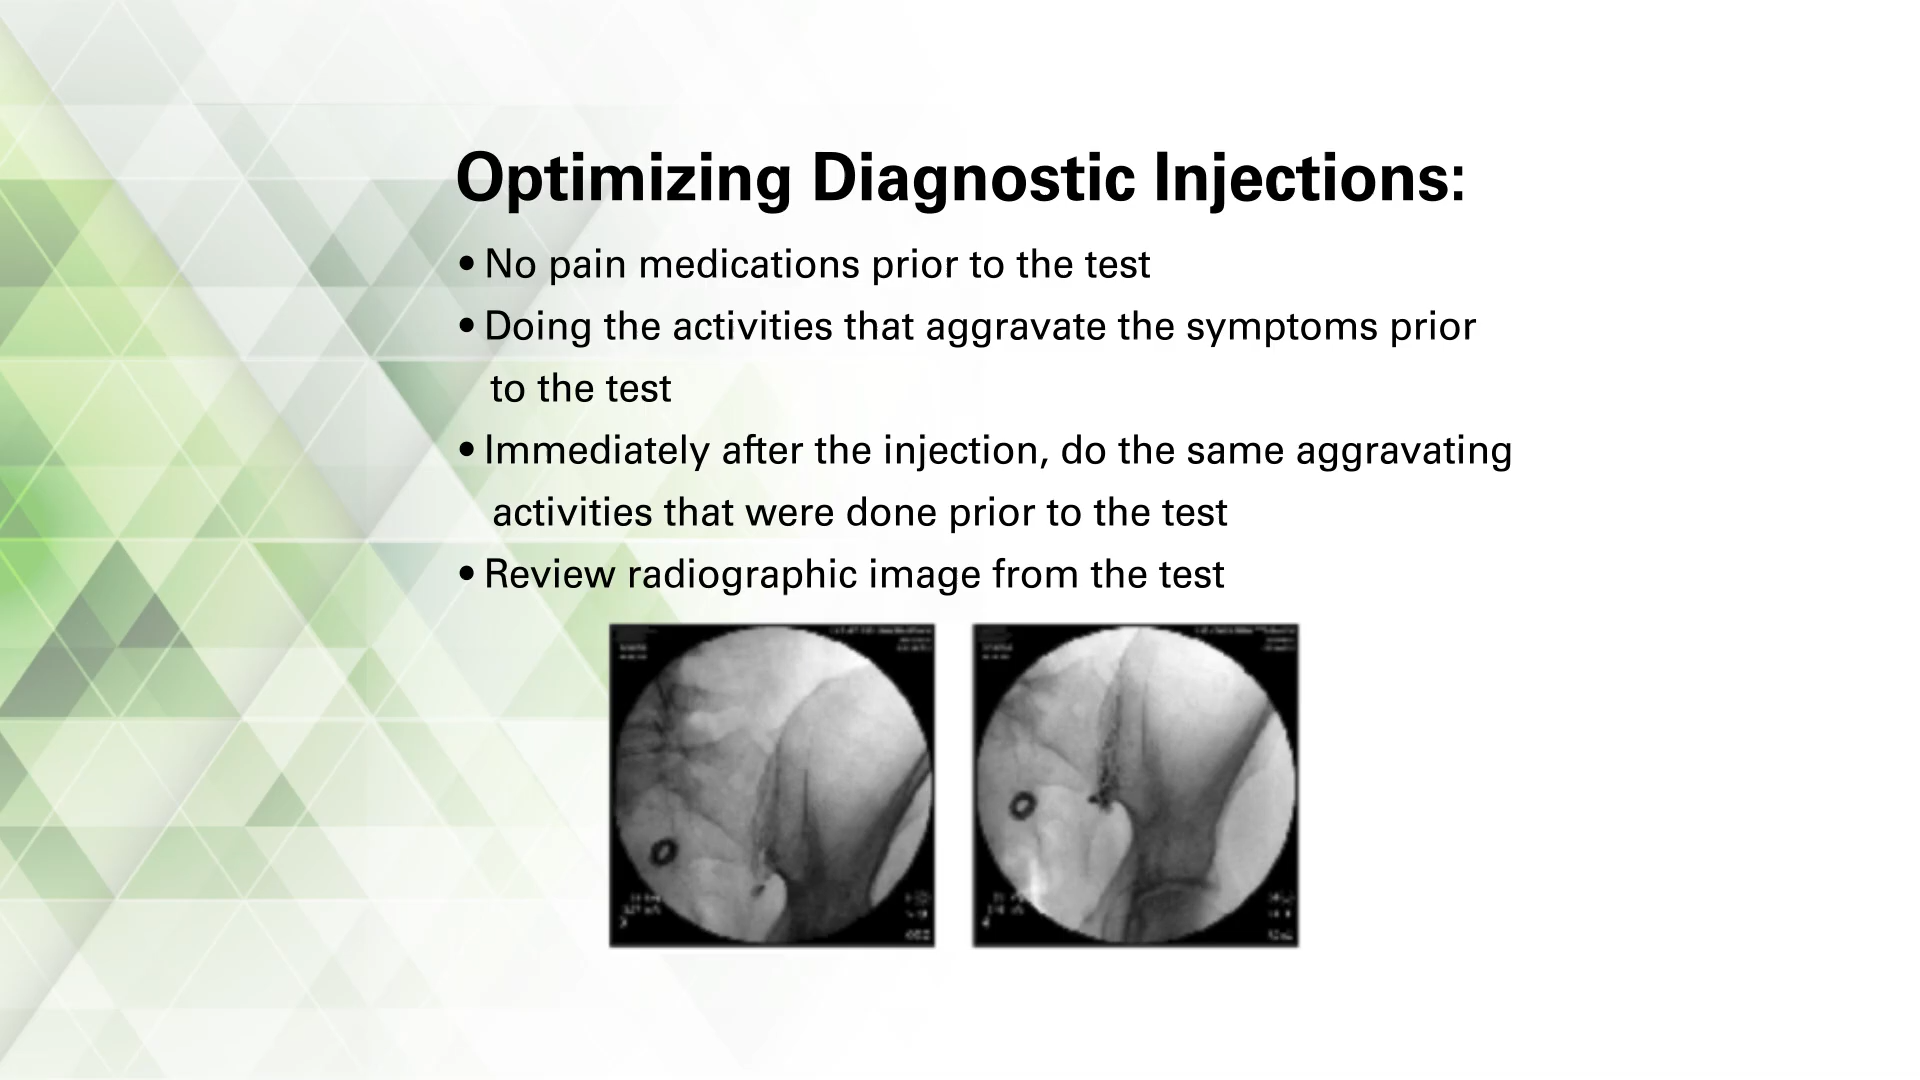 Optimizing Diagnostic Injections:
• No pain medications prior to the test
• Doing the activities that aggravate the symptoms prior
to the test
• Immediately after the injection, do the same aggravating
activities that were done prior to the test
• Review radiographic image from the test